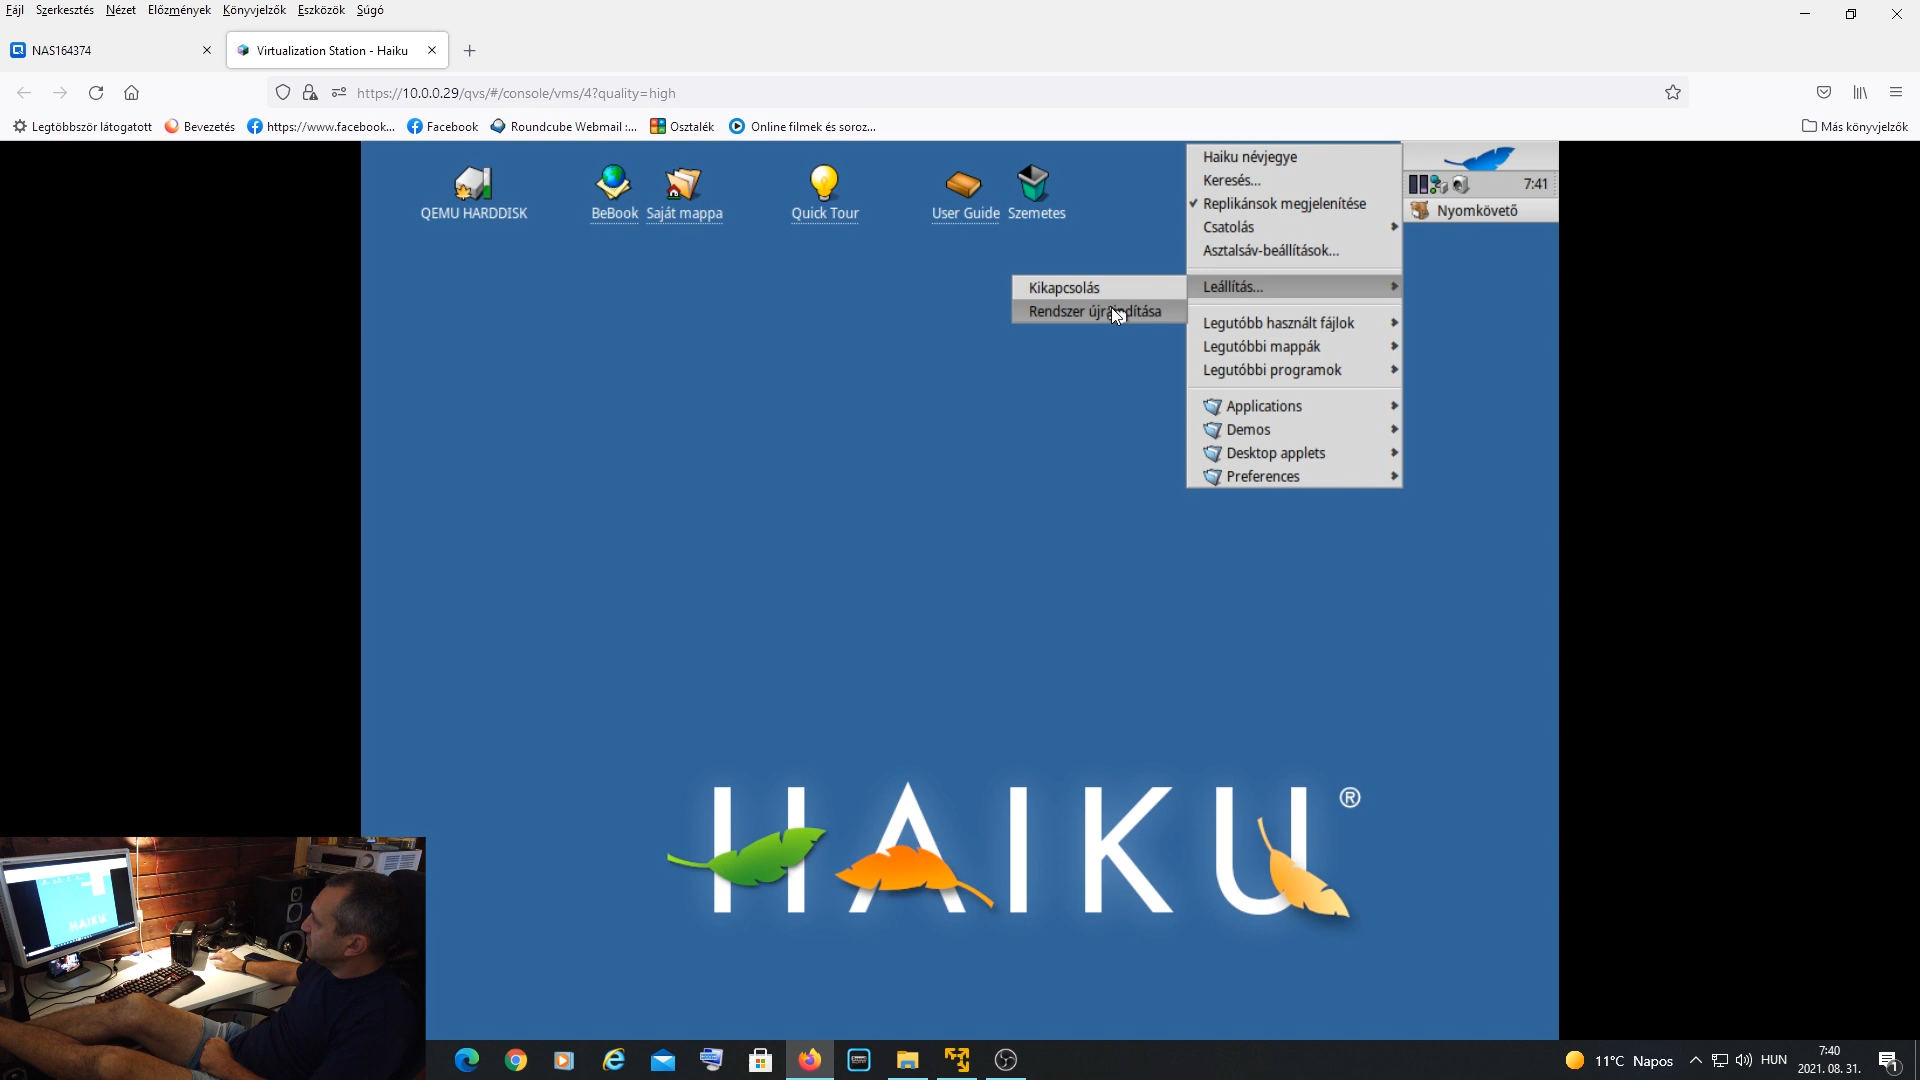 Fájl Szerkesztés Nézet Előzmények Könyvjelzők Eszközök Súgó
NAS164374
Virtualization Station - Haiku
https://10.0.0.29/qvs/#/console/vms/4?quality=high
Legtöbbször látogatott Bevezetés https://www.facebook... Facebook Roundcube Webmail :... Osztalék Online filmek és soroz... Más könyvjelzők
QEMU HARDDISK BeBook Saját mappa Quick Tour User Guide Szemetes
Haiku névjegye
Keresés...
Replikánsok megjelenítése
Csatolás
Asztalsáv-beállítások...
Leállítás...
Legutóbb használt fájlok
Legutóbbi mappák
Legutóbbi programok
Applications
Demos
Desktop applets
Preferences
Kikapcsolás
Rendszer újraindítása
7:41
Nyomkövető
HAIKU®
HAIKU
11°C Napos
HUN
7:40
2021. 08. 31.
1